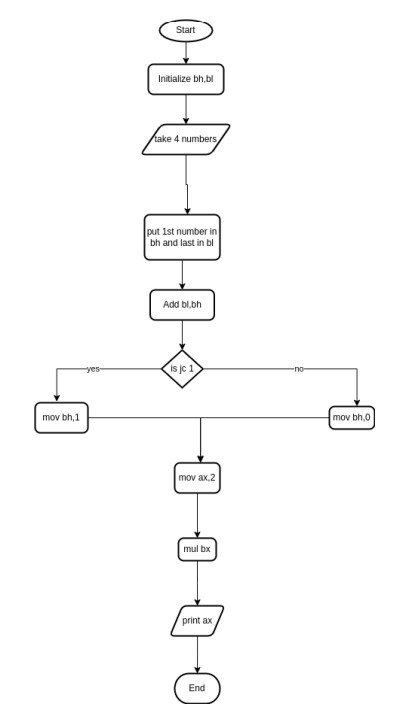 Start
Initialize bh,bl
take 4 numbers
put 1st number in
bh and last in bl
Add bl,bh
is jc 1
yes
no
mov bh,1
mov bh,0
mov ax,2
mul bx
print ax
End